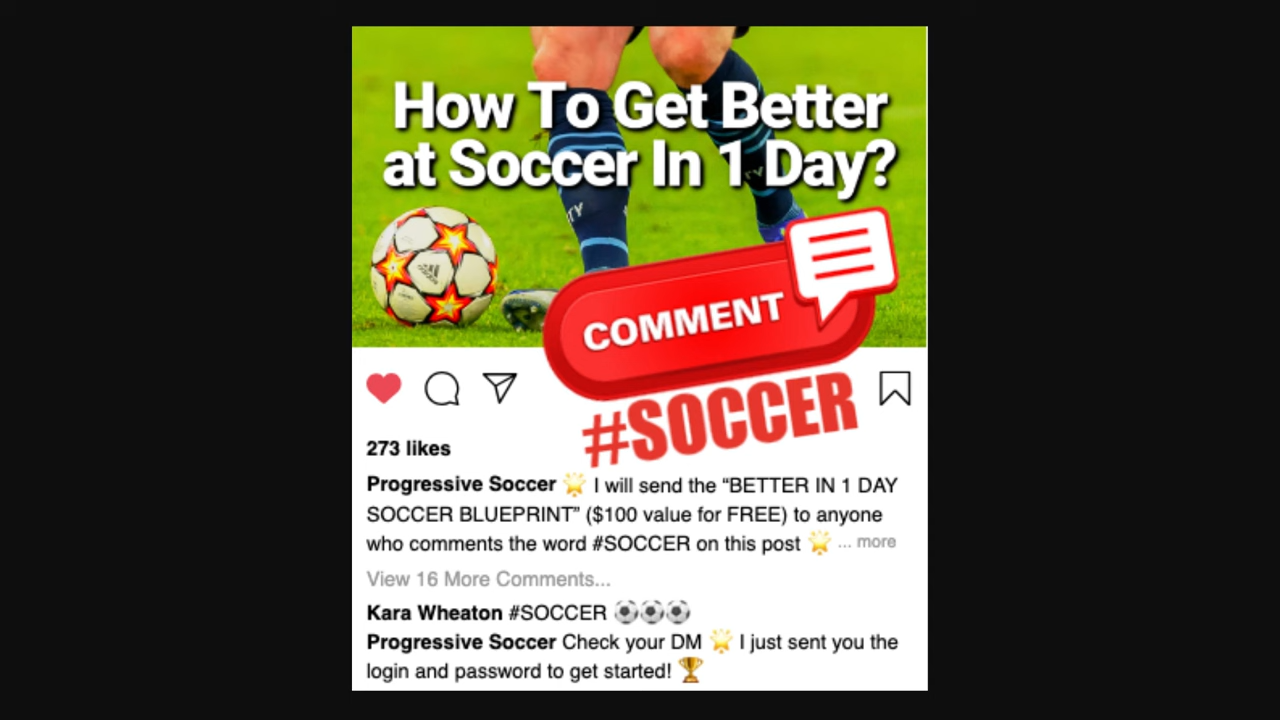 How To Get Better
at Soccer In 1 Day?
TY
COMMENT
#SOCCER
273 likes
Progressive Soccer 🌟 I will send the “BETTER IN 1 DAY
SOCCER BLUEPRINT” ($100 value for FREE) to anyone
who comments the word #SOCCER on this post 🌟 ... more
View 16 More Comments...
Kara Wheaton #SOCCER ⚽⚽⚽
Progressive Soccer Check your DM 🌟 I just sent you the
login and password to get started! 🏆